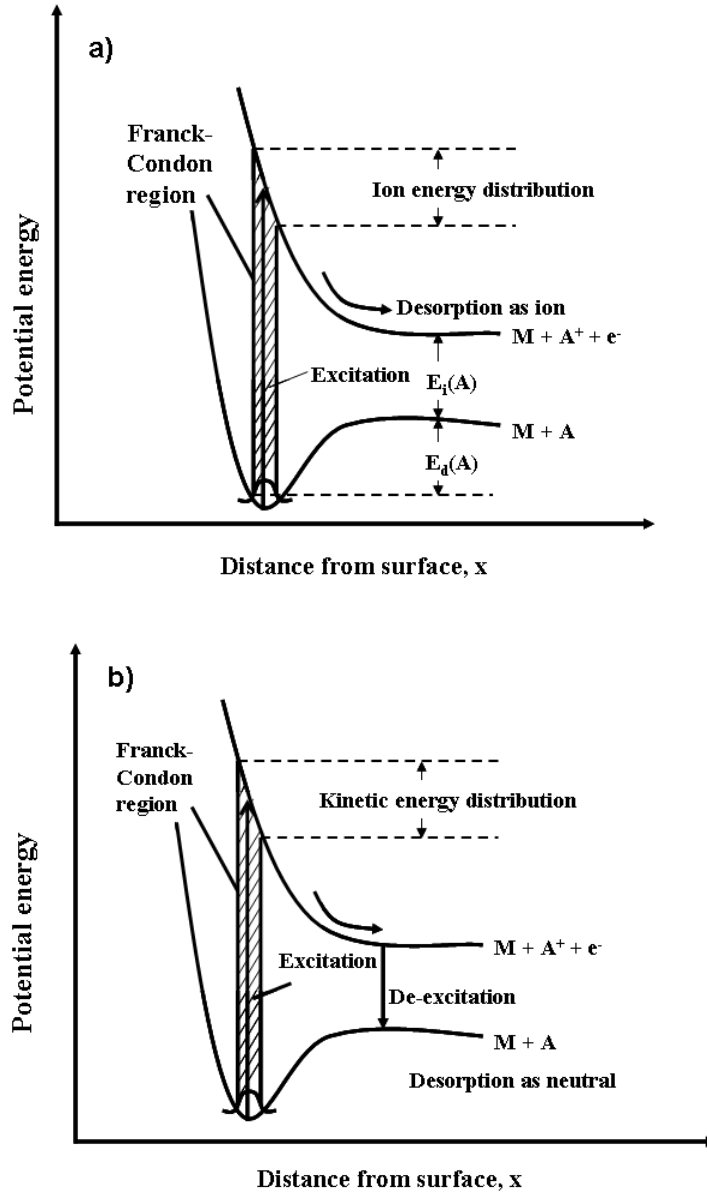 a)
Franck-
Condon
region
Ion energy distribution
Desorption as ion
M + A⁺ + e⁻
Excitation
Eᵢ(A)
M + A
E_d(A)
Potential energy
Distance from surface, x
b)
Franck-
Condon
region
Kinetic energy distribution
M + A⁺ + e⁻
Excitation
De-excitation
M + A
Desorption as neutral
Potential energy
Distance from surface, x